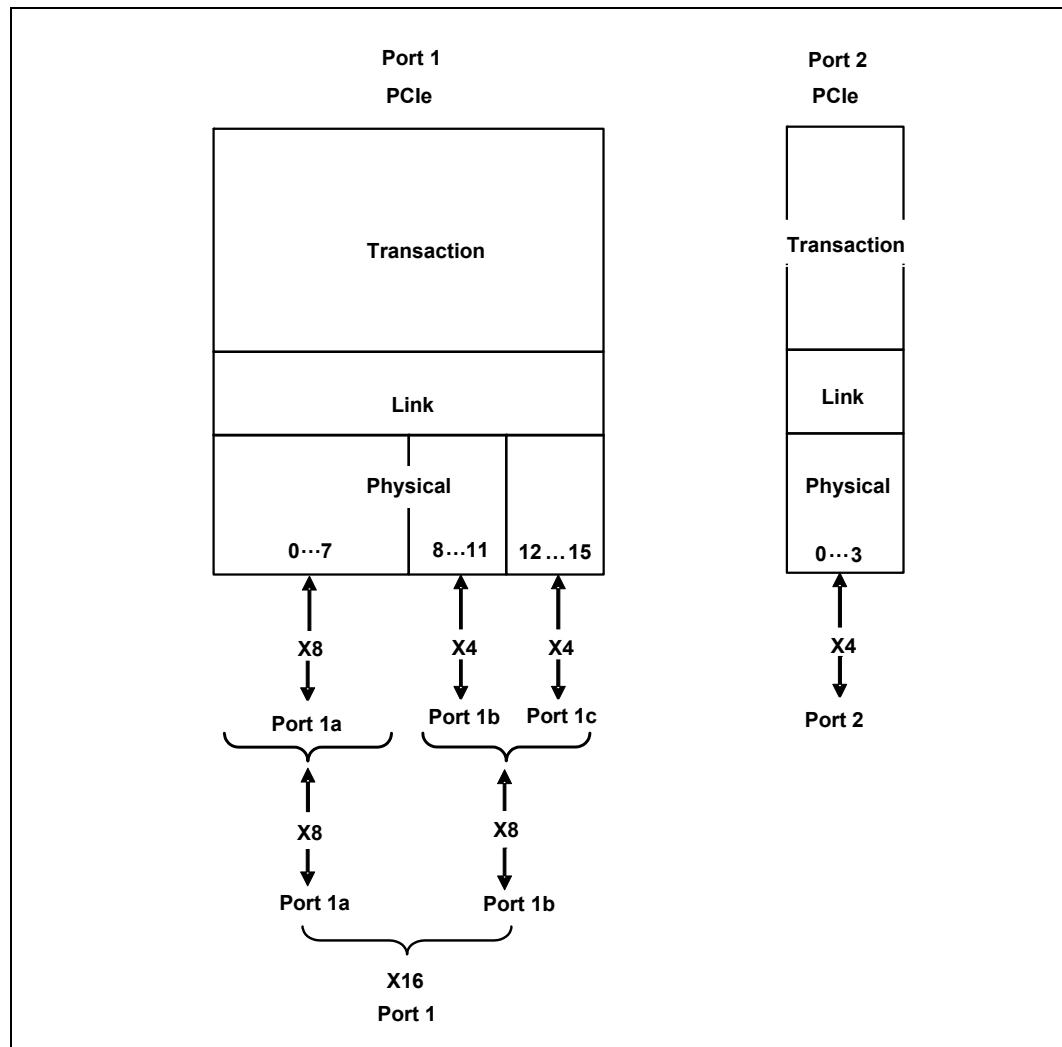 Port 1
PCIe
Transaction
Link
Physical
0...7
8...11
12...15
X8
X4
X4
Port 1a
Port 1b
Port 1c
X8
X8
Port 1a
Port 1b
X16
Port 1
Port 2
PCIe
Transaction
Link
Physical
0...3
X4
Port 2